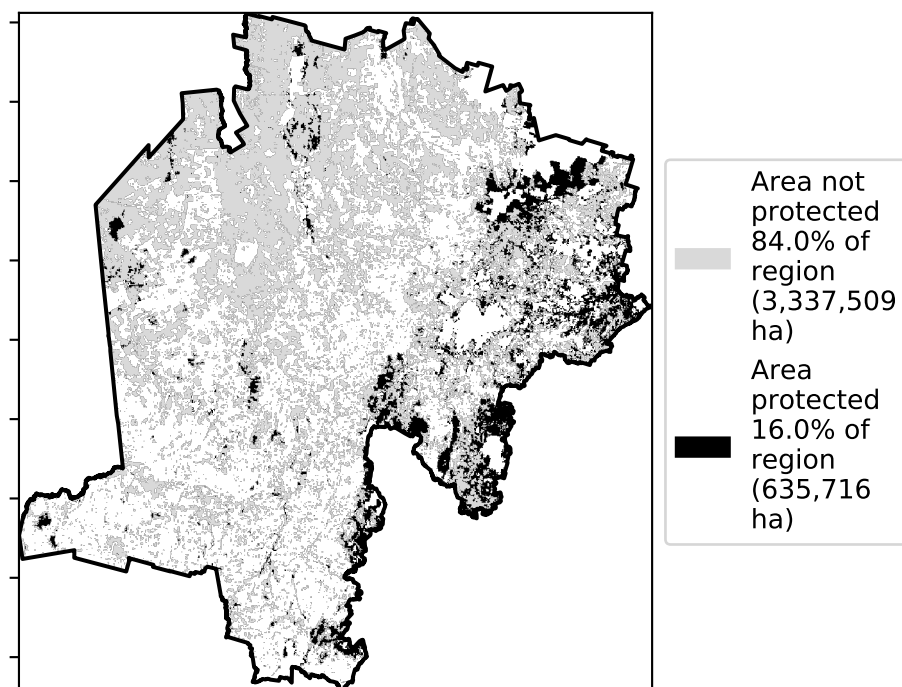 Area not
protected
84.0% of
region
(3,337,509
ha)
Area
protected
16.0% of
region
(635,716
ha)